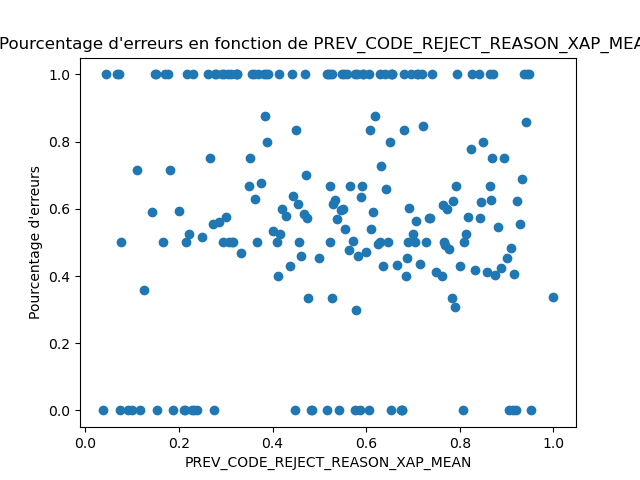 Pourcentage d'erreurs en fonction de PREV_CODE_REJECT_REASON_XAP_MEA
1.0
0.8
0.6
0.4
0.2
0.0
Pourcentage d'erreurs
0.0 0.2 0.4 0.6 0.8 1.0
PREV_CODE_REJECT_REASON_XAP_MEAN